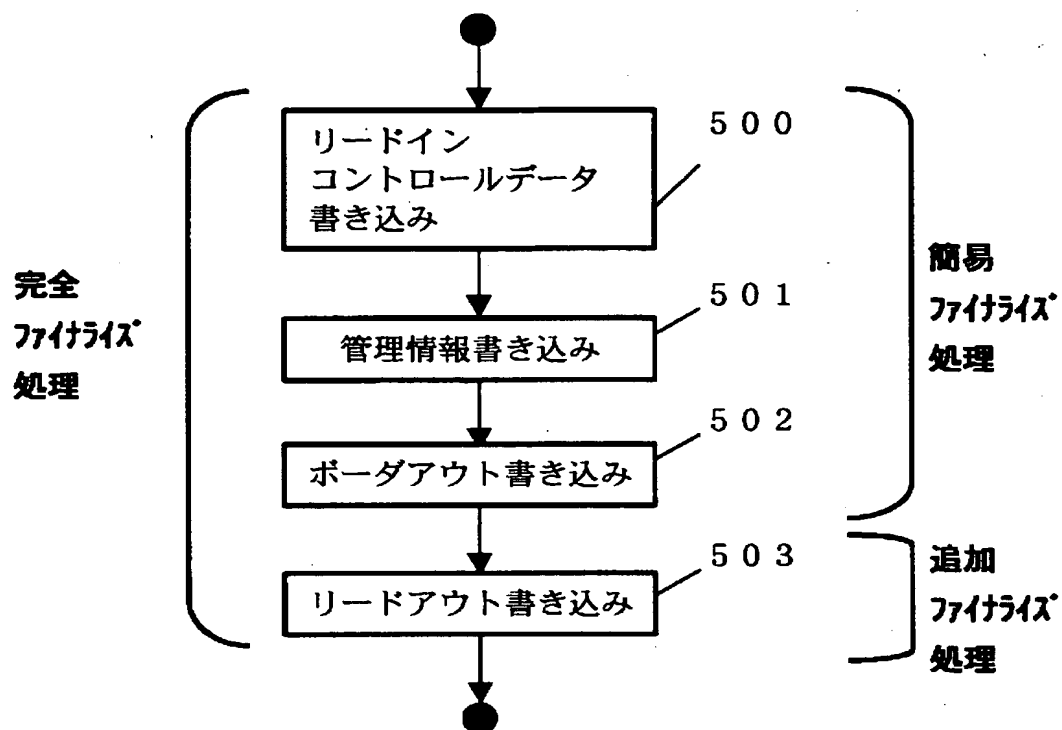 リードイン
コントロールデータ
書き込み
５００
管理情報書き込み
５０１
ボーダアウト書き込み
５０２
リードアウト書き込み
５０３
完全
ﾌｧｲﾅﾗｲｽﾞ
処理
簡易
ﾌｧｲﾅﾗｲｽﾞ
処理
追加
ﾌｧｲﾅﾗｲｽﾞ
処理